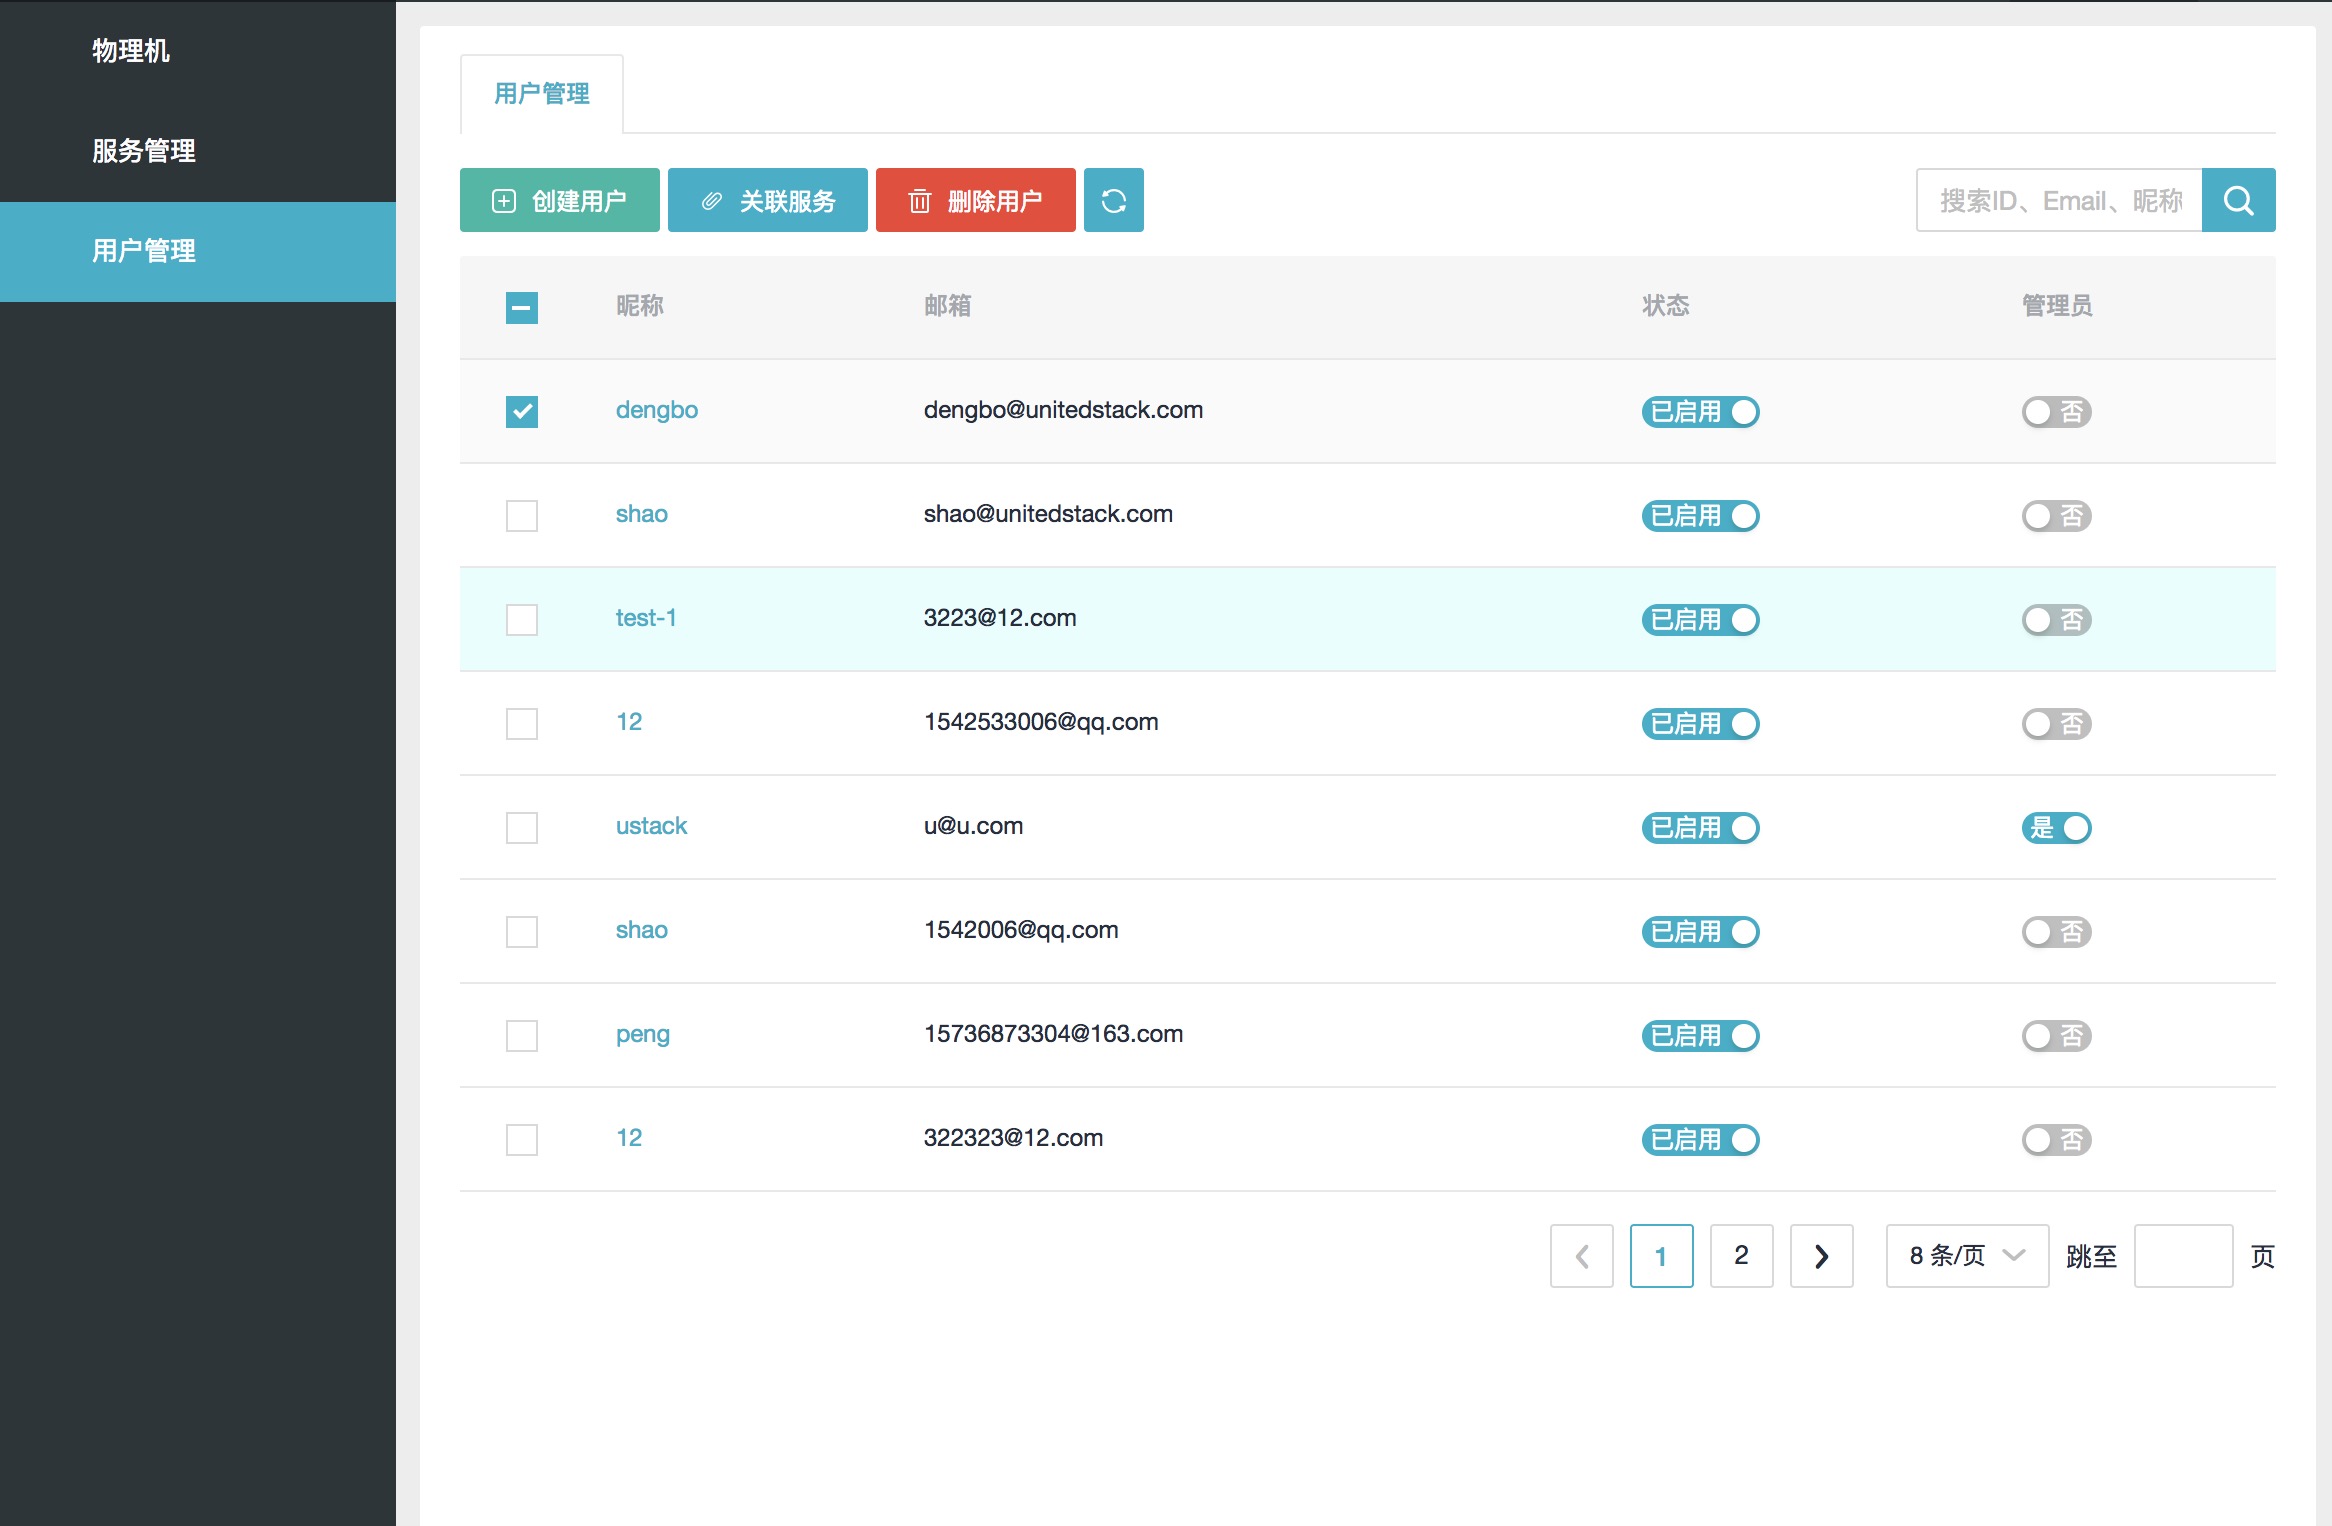 物理机
服务管理
用户管理
用户管理
创建用户 关联服务 删除用户 搜索ID、Email、昵称
昵称 邮箱 状态 管理员
dengbo dengbo@unitedstack.com 已启用 否
shao shao@unitedstack.com 已启用 否
test-1 3223@12.com 已启用 否
12 1542533006@qq.com 已启用 否
ustack u@u.com 已启用 是
shao 1542006@qq.com 已启用 否
peng 15736873304@163.com 已启用 否
12 322323@12.com 已启用 否
1 2 8 条/页 跳至 页